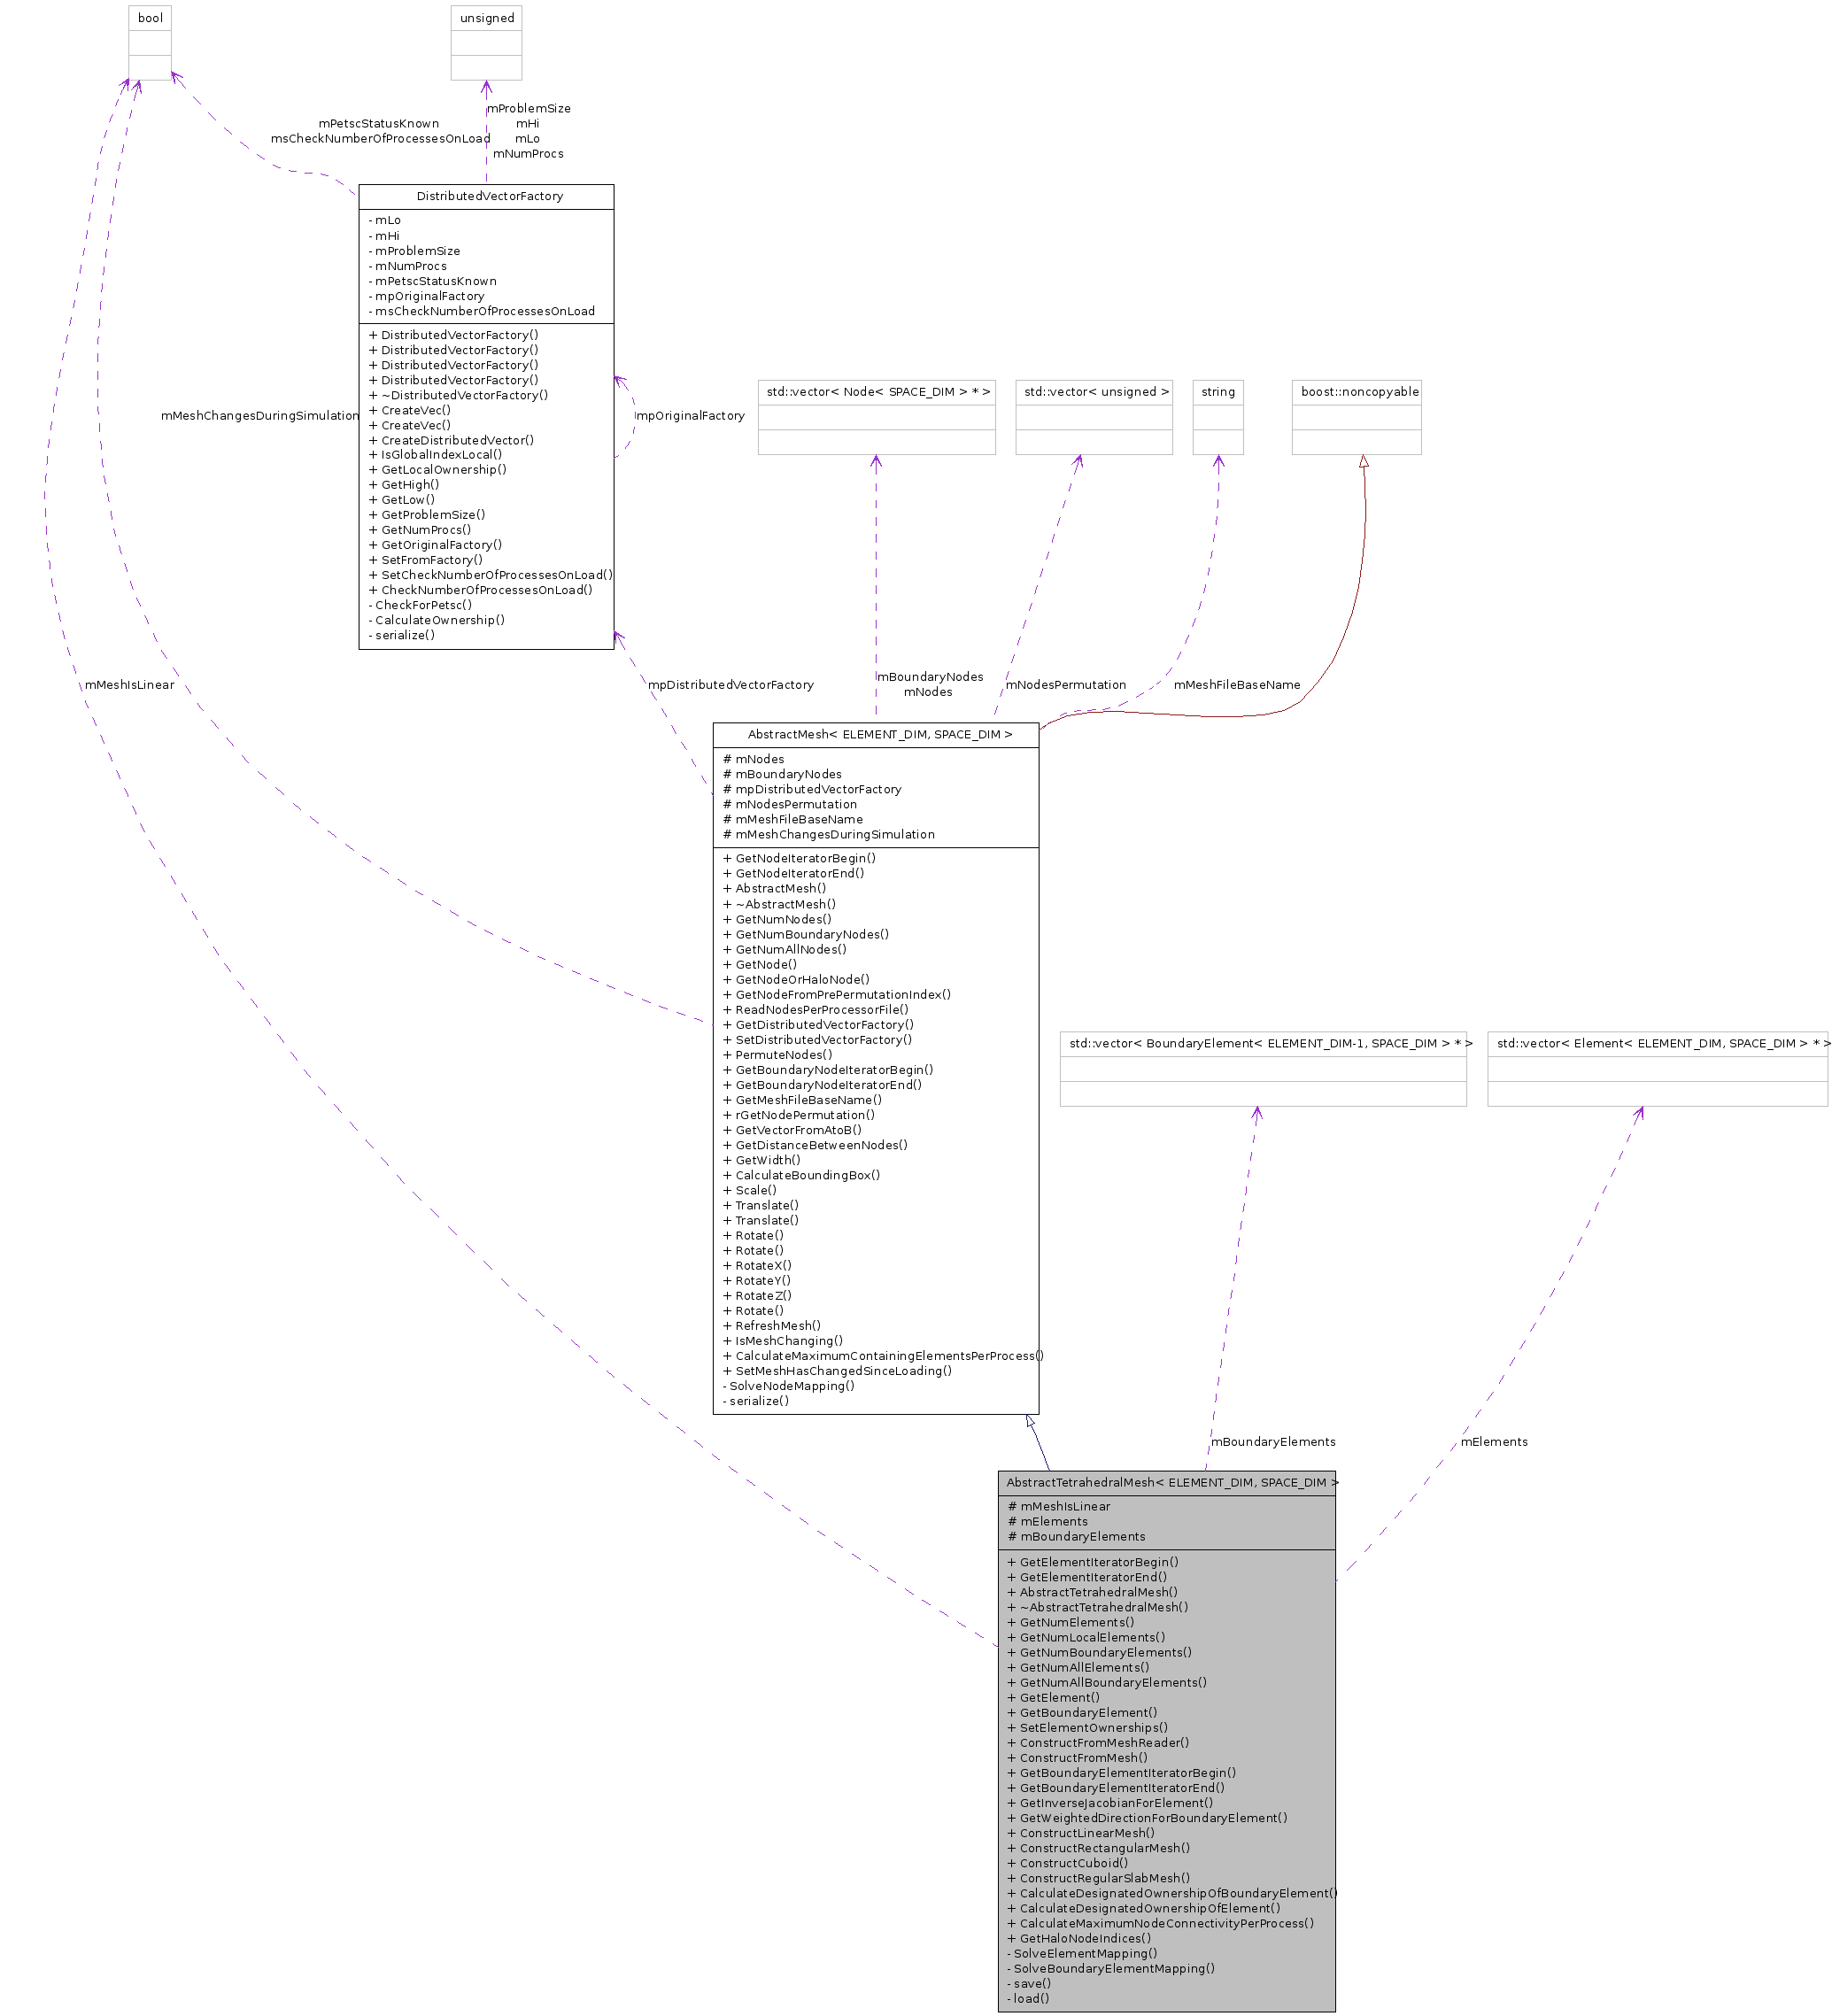 bool
unsigned
mProblemSize
mHi
mLo
mNumProcs
mPetscStatusKnown
msCheckNumberOfProcessesOnLoad
DistributedVectorFactory
- mLo
- mHi
- mProblemSize
- mNumProcs
- mPetscStatusKnown
- mpOriginalFactory
- msCheckNumberOfProcessesOnLoad
+ DistributedVectorFactory()
+ DistributedVectorFactory()
+ DistributedVectorFactory()
+ DistributedVectorFactory()
+ ~DistributedVectorFactory()
+ CreateVec()
+ CreateVec()
+ CreateDistributedVector()
+ IsGlobalIndexLocal()
+ GetLocalOwnership()
+ GetHigh()
+ GetLow()
+ GetProblemSize()
+ GetNumProcs()
+ GetOriginalFactory()
+ SetFromFactory()
+ SetCheckNumberOfProcessesOnLoad()
+ CheckNumberOfProcessesOnLoad()
- CheckForPetsc()
- CalculateOwnership()
- serialize()
mMeshChangesDuringSimulation
mpOriginalFactory
std::vector< Node< SPACE_DIM > * >
std::vector< unsigned >
string
boost::noncopyable
mMeshIsLinear
mpDistributedVectorFactory
mBoundaryNodes
mNodes
mNodesPermutation
mMeshFileBaseName
AbstractMesh< ELEMENT_DIM, SPACE_DIM >
# mNodes
# mBoundaryNodes
# mpDistributedVectorFactory
# mNodesPermutation
# mMeshFileBaseName
# mMeshChangesDuringSimulation
+ GetNodeIteratorBegin()
+ GetNodeIteratorEnd()
+ AbstractMesh()
+ ~AbstractMesh()
+ GetNumNodes()
+ GetNumBoundaryNodes()
+ GetNumAllNodes()
+ GetNode()
+ GetNodeOrHaloNode()
+ GetNodeFromPrePermutationIndex()
+ ReadNodesPerProcessorFile()
+ GetDistributedVectorFactory()
+ SetDistributedVectorFactory()
+ PermuteNodes()
+ GetBoundaryNodeIteratorBegin()
+ GetBoundaryNodeIteratorEnd()
+ GetMeshFileBaseName()
+ rGetNodePermutation()
+ GetVectorFromAtoB()
+ GetDistanceBetweenNodes()
+ GetWidth()
+ CalculateBoundingBox()
+ Scale()
+ Translate()
+ Translate()
+ Rotate()
+ Rotate()
+ RotateX()
+ RotateY()
+ RotateZ()
+ Rotate()
+ RefreshMesh()
+ IsMeshChanging()
+ CalculateMaximumContainingElementsPerProcess()
+ SetMeshHasChangedSinceLoading()
- SolveNodeMapping()
- serialize()
std::vector< BoundaryElement< ELEMENT_DIM-1, SPACE_DIM > * >
std::vector< Element< ELEMENT_DIM, SPACE_DIM > * >
mBoundaryElements
mElements
AbstractTetrahedralMesh< ELEMENT_DIM, SPACE_DIM >
# mMeshIsLinear
# mElements
# mBoundaryElements
+ GetElementIteratorBegin()
+ GetElementIteratorEnd()
+ AbstractTetrahedralMesh()
+ ~AbstractTetrahedralMesh()
+ GetNumElements()
+ GetNumLocalElements()
+ GetNumBoundaryElements()
+ GetNumAllElements()
+ GetNumAllBoundaryElements()
+ GetElement()
+ GetBoundaryElement()
+ SetElementOwnerships()
+ ConstructFromMeshReader()
+ ConstructFromMesh()
+ GetBoundaryElementIteratorBegin()
+ GetBoundaryElementIteratorEnd()
+ GetInverseJacobianForElement()
+ GetWeightedDirectionForBoundaryElement()
+ ConstructLinearMesh()
+ ConstructRectangularMesh()
+ ConstructCuboid()
+ ConstructRegularSlabMesh()
+ CalculateDesignatedOwnershipOfBoundaryElement()
+ CalculateDesignatedOwnershipOfElement()
+ CalculateMaximumNodeConnectivityPerProcess()
+ GetHaloNodeIndices()
- SolveElementMapping()
- SolveBoundaryElementMapping()
- save()
- load()